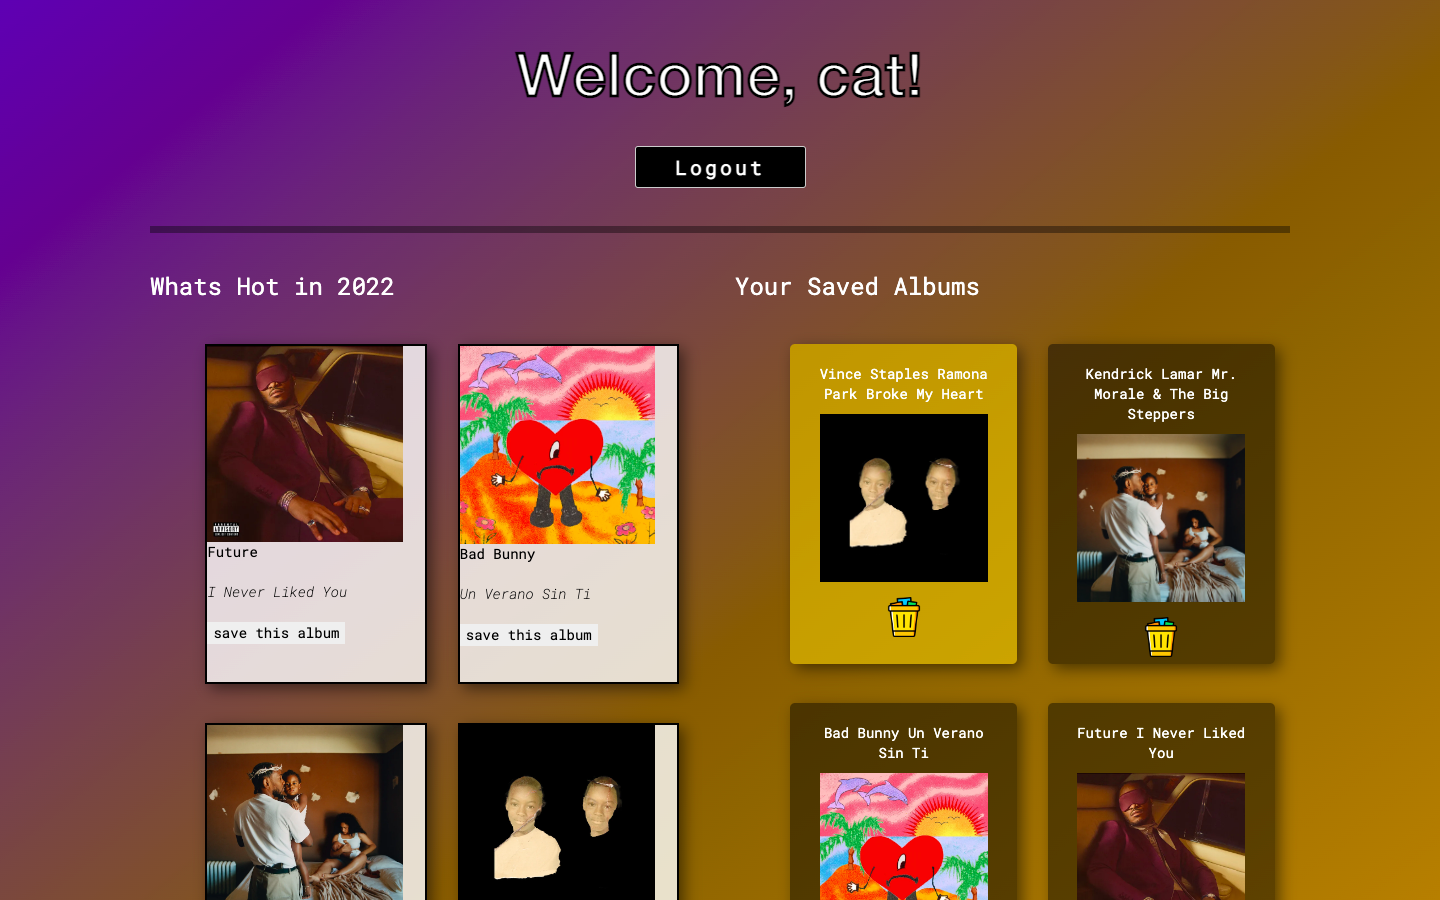 Welcome, cat!
Logout
Whats Hot in 2022
Your Saved Albums
Future
I Never Liked You
save this album
Bad Bunny
Un Verano Sin Ti
save this album
Vince Staples Ramona
Park Broke My Heart
Kendrick Lamar Mr.
Morale & The Big
Steppers
Bad Bunny Un Verano
Sin Ti
Future I Never Liked
You